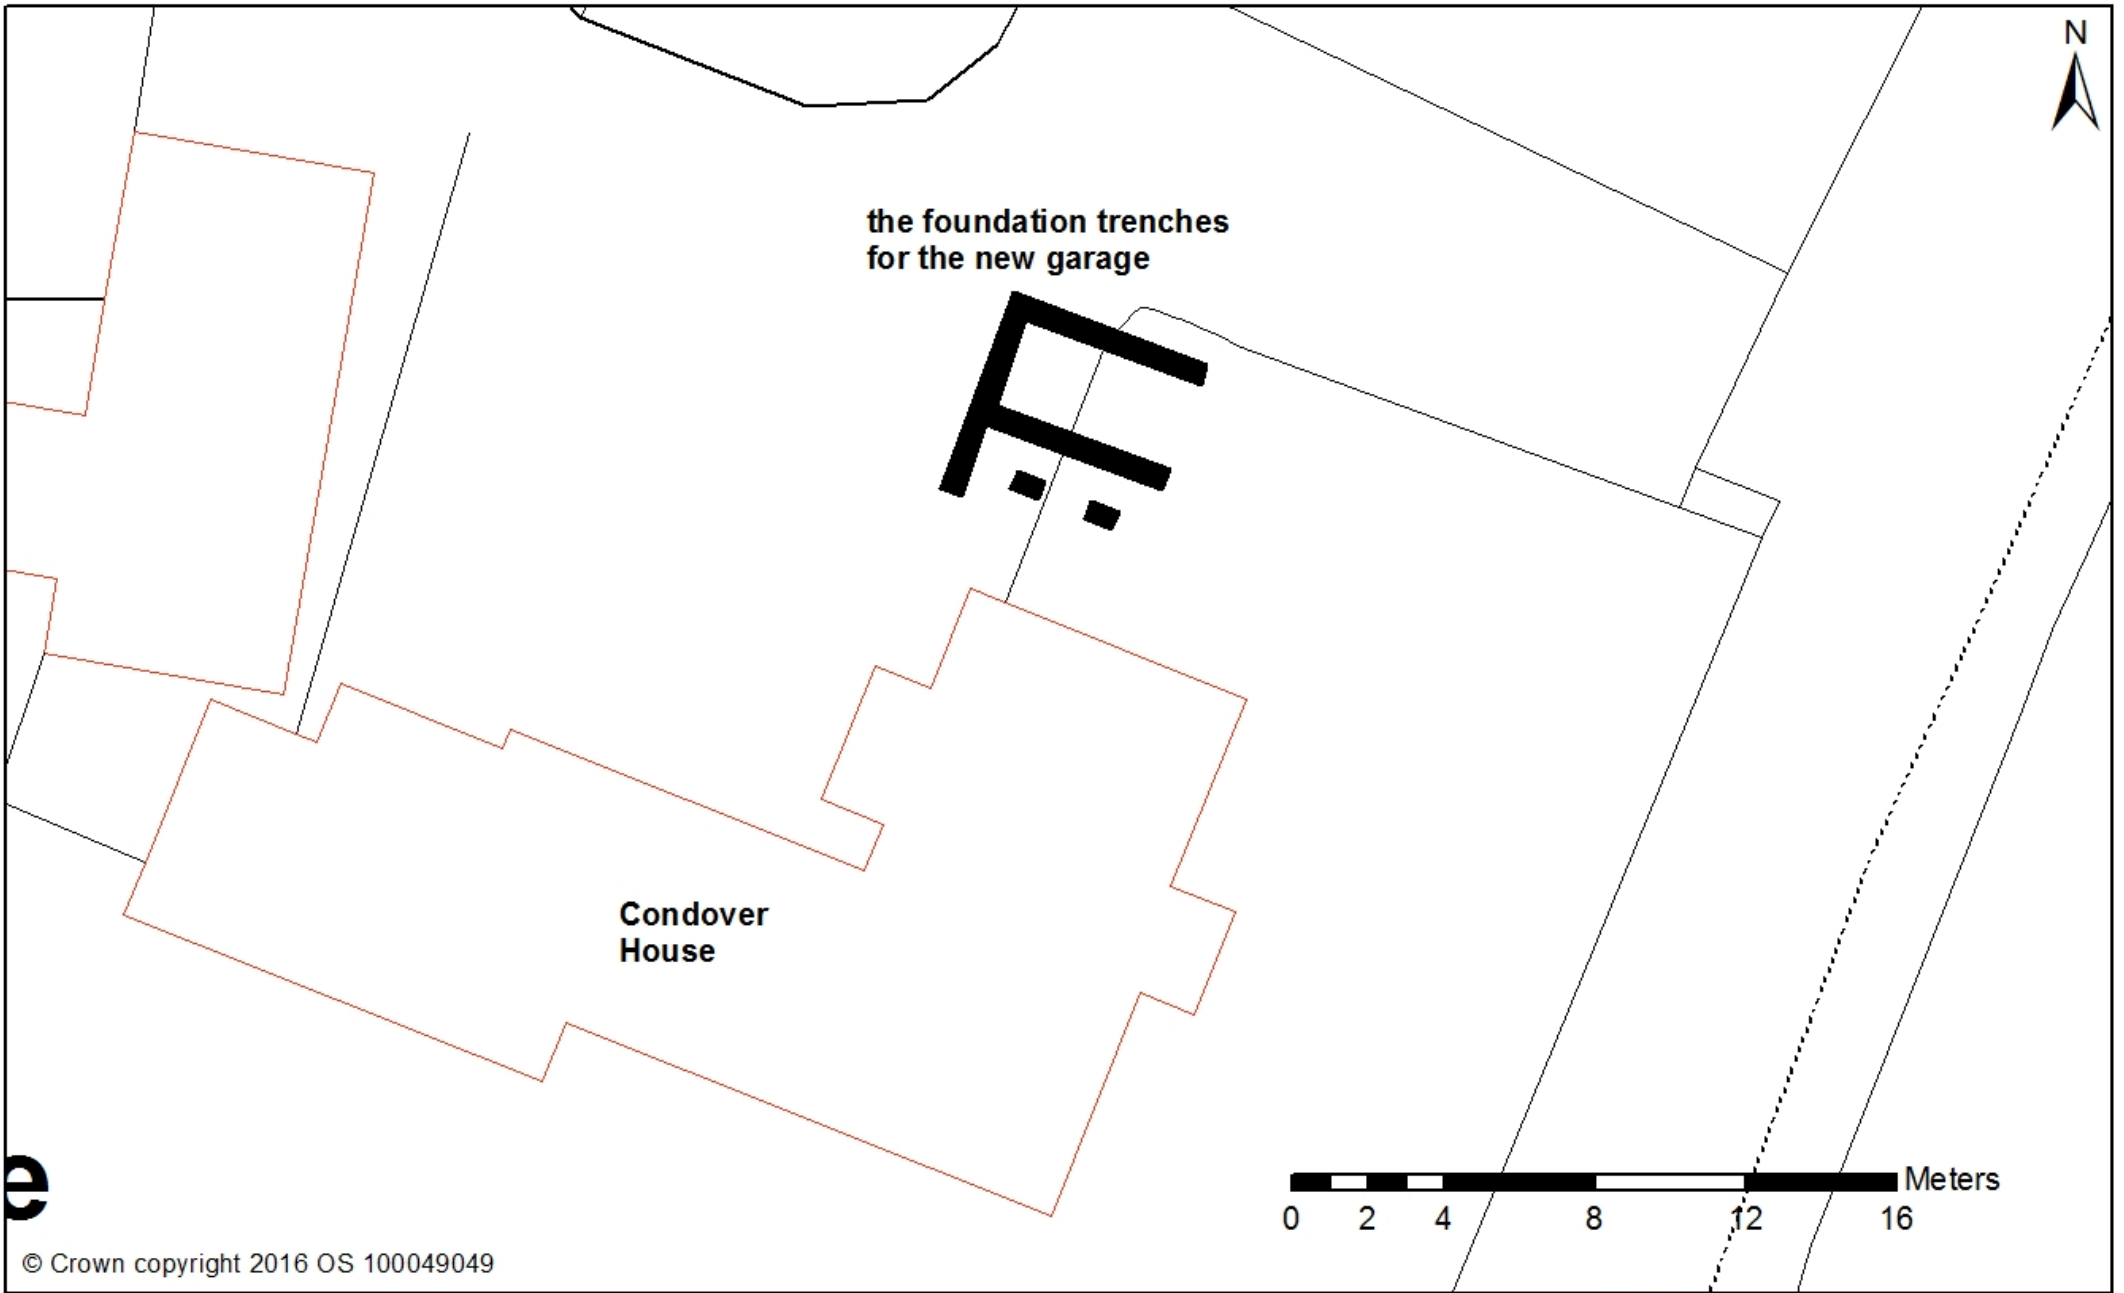 N
the foundation trenches
for the new garage
Condover
House
e
Meters
0 2 4 8 12 16
© Crown copyright 2016 OS 100049049